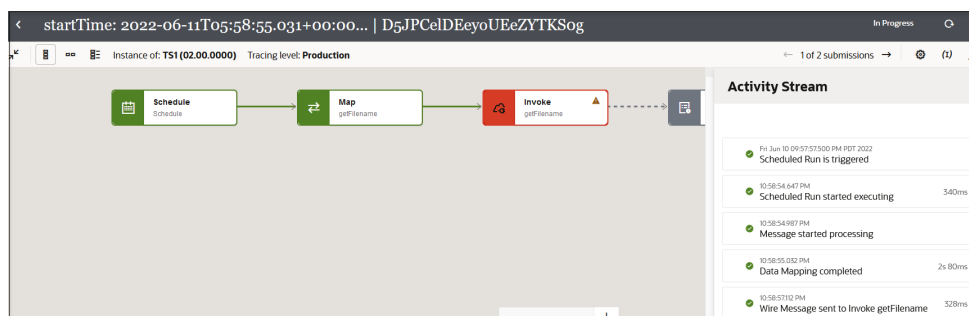 startTime: 2022-06-11T05:58:55.031+00:00... | D5JPCelDEeyoUEeZYTKSog
In Progress
Instance of: TS1 (02.00.0000) Tracing level: Production
1 of 2 submissions
Activity Stream
Schedule
Schedule
Map
getFilename
Invoke
getFilename
Fri Jun 10 09:57:57.500 PM PDT 2022
Scheduled Run is triggered
10:58:54.647 PM
Scheduled Run started executing 340ms
10:58:54.987 PM
Message started processing
10:58:55.032 PM
Data Mapping completed 2s 80ms
10:58:57.112 PM
Wire Message sent to Invoke getFilename 328ms